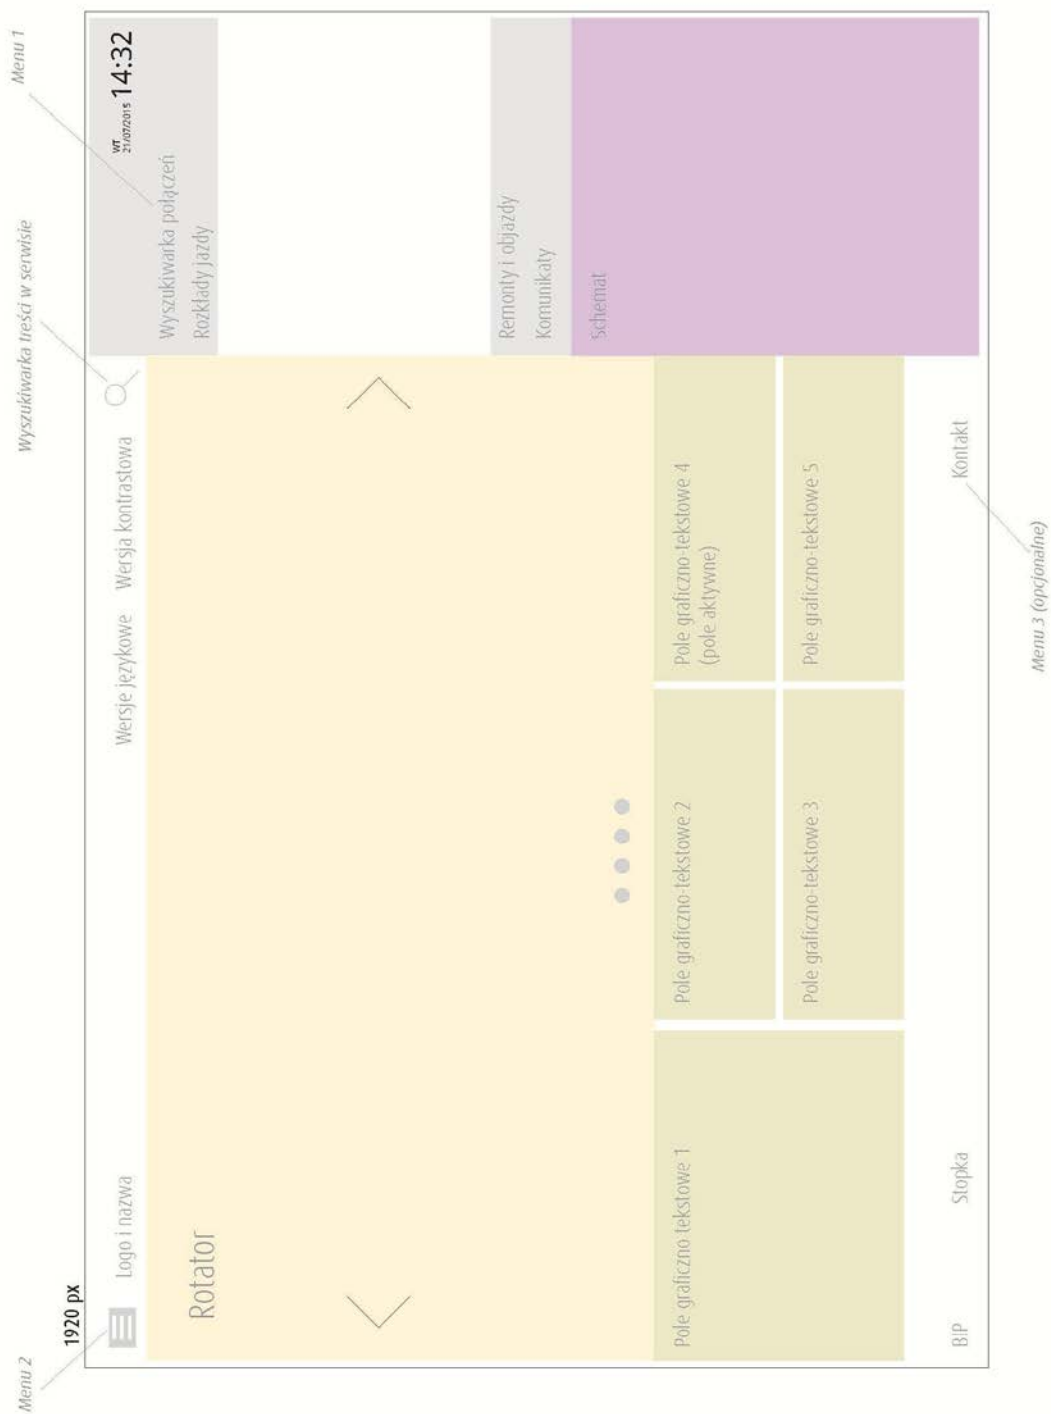 Menu 2
Wyszukiwarka treści w serwisie
Menu 1
1920 px
Logo i nazwa
Wersje językowe
Wersja kontrastowa
WT
21/07/2015
14:32
Wyszukiwarka połączeń
Rozkłady jazdy
Rotator
Remonty i objazdy
Komunikaty
Schemat
Pole graficzno tekstowe 1
Pole graficzno-tekstowe 2
Pole graficzno-tekstowe 4
(pole aktywne)
Pole graficzno-tekstowe 3
Pole graficzno-tekstowe 5
BIP
Stopka
Kontakt
Menu 3 (opcjonalne)